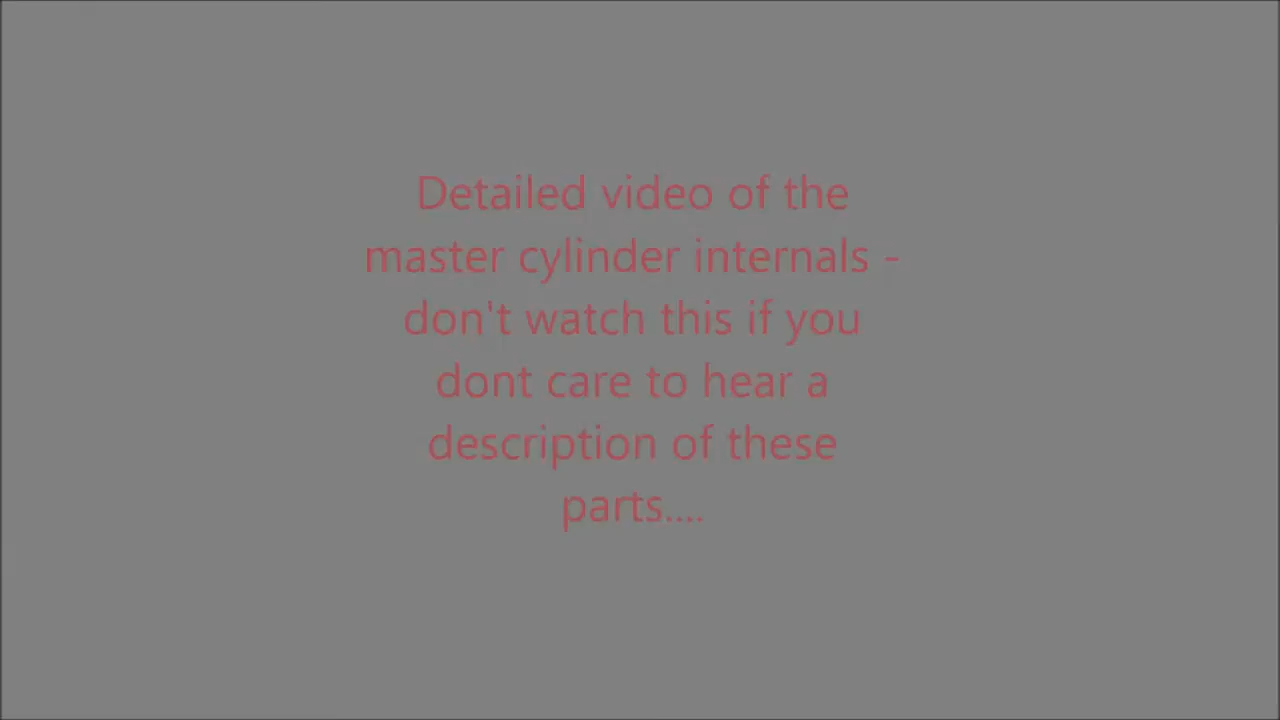 Detailed video of the
master cylinder internals -
don't watch this if you
dont care to hear a
description of these
parts....